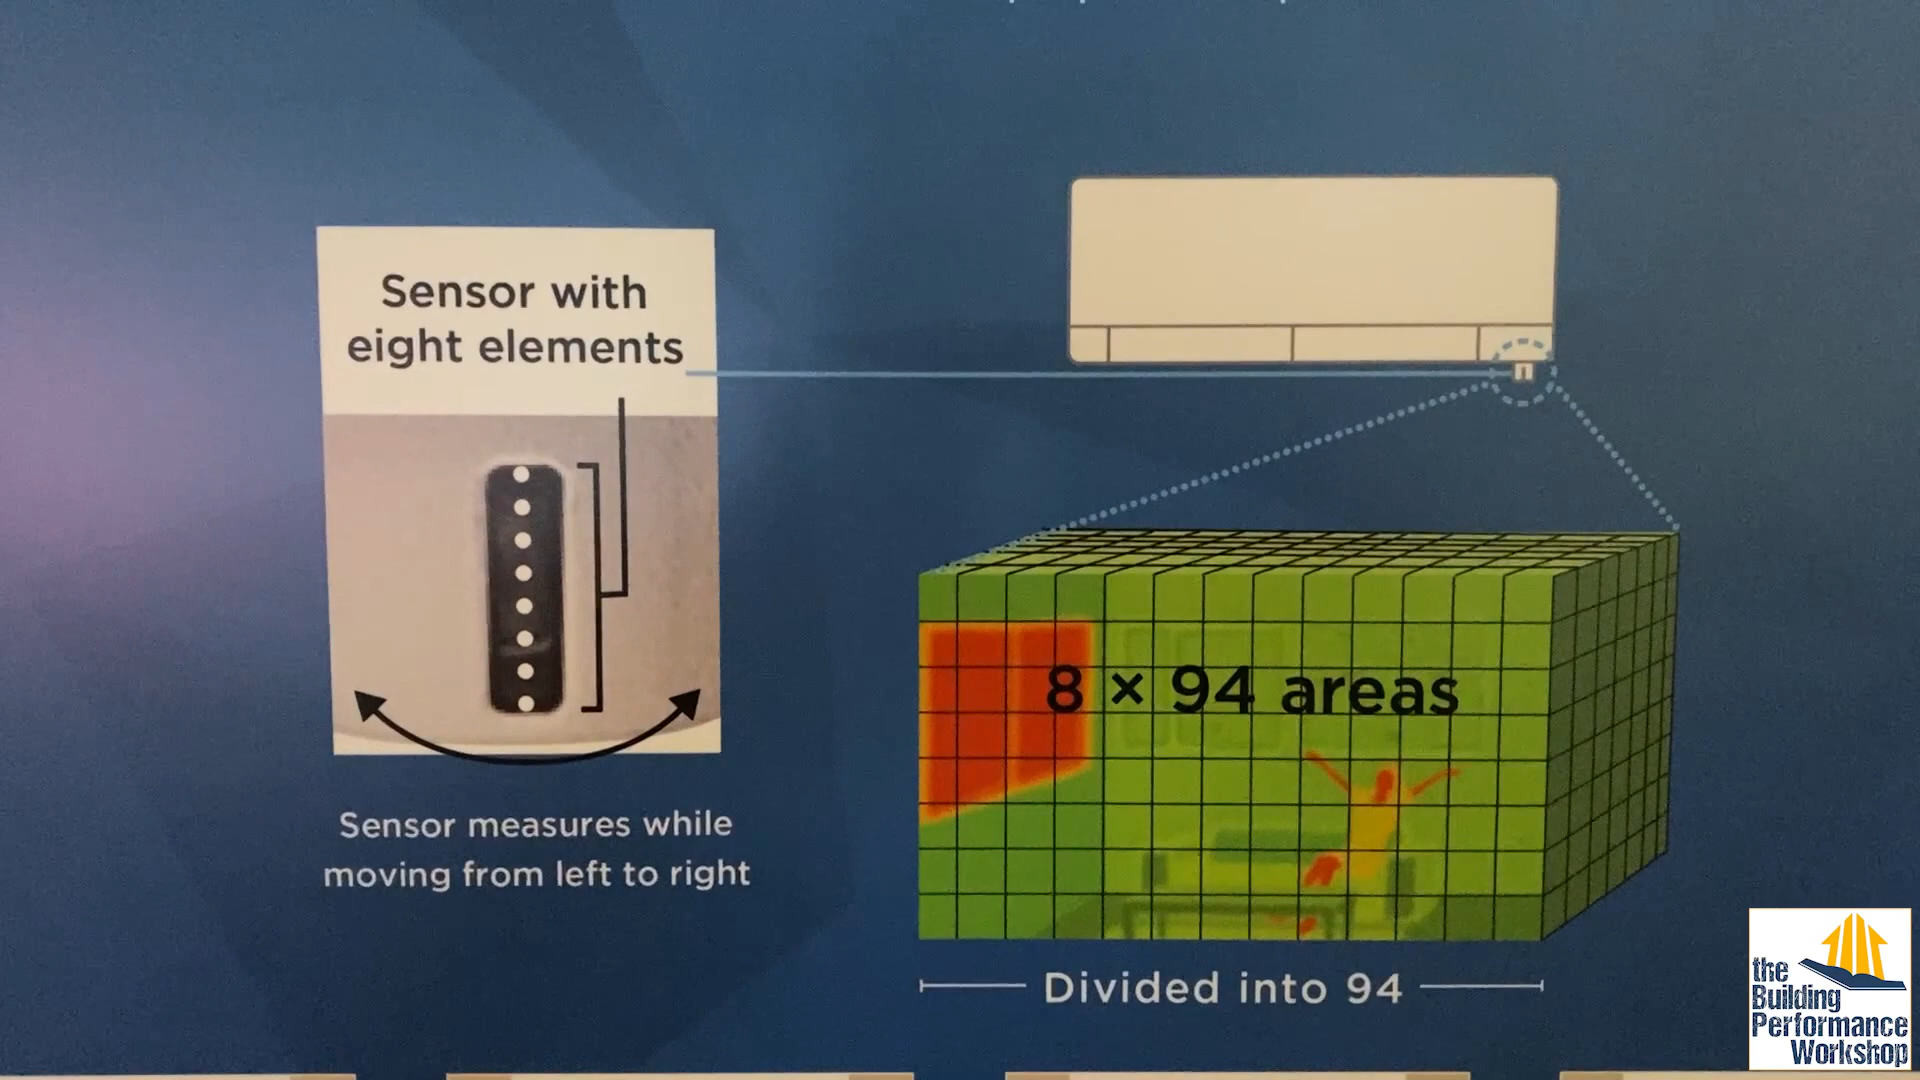 Sensor with
eight elements
Sensor measures while
moving from left to right
8 × 94 areas
Divided into 94
the
Building
Performance
Workshop